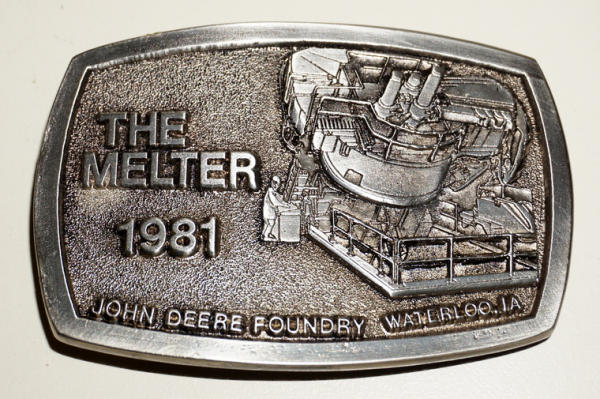 THE
MELTER
1981
JOHN DEERE FOUNDRY WATERLOO, IA